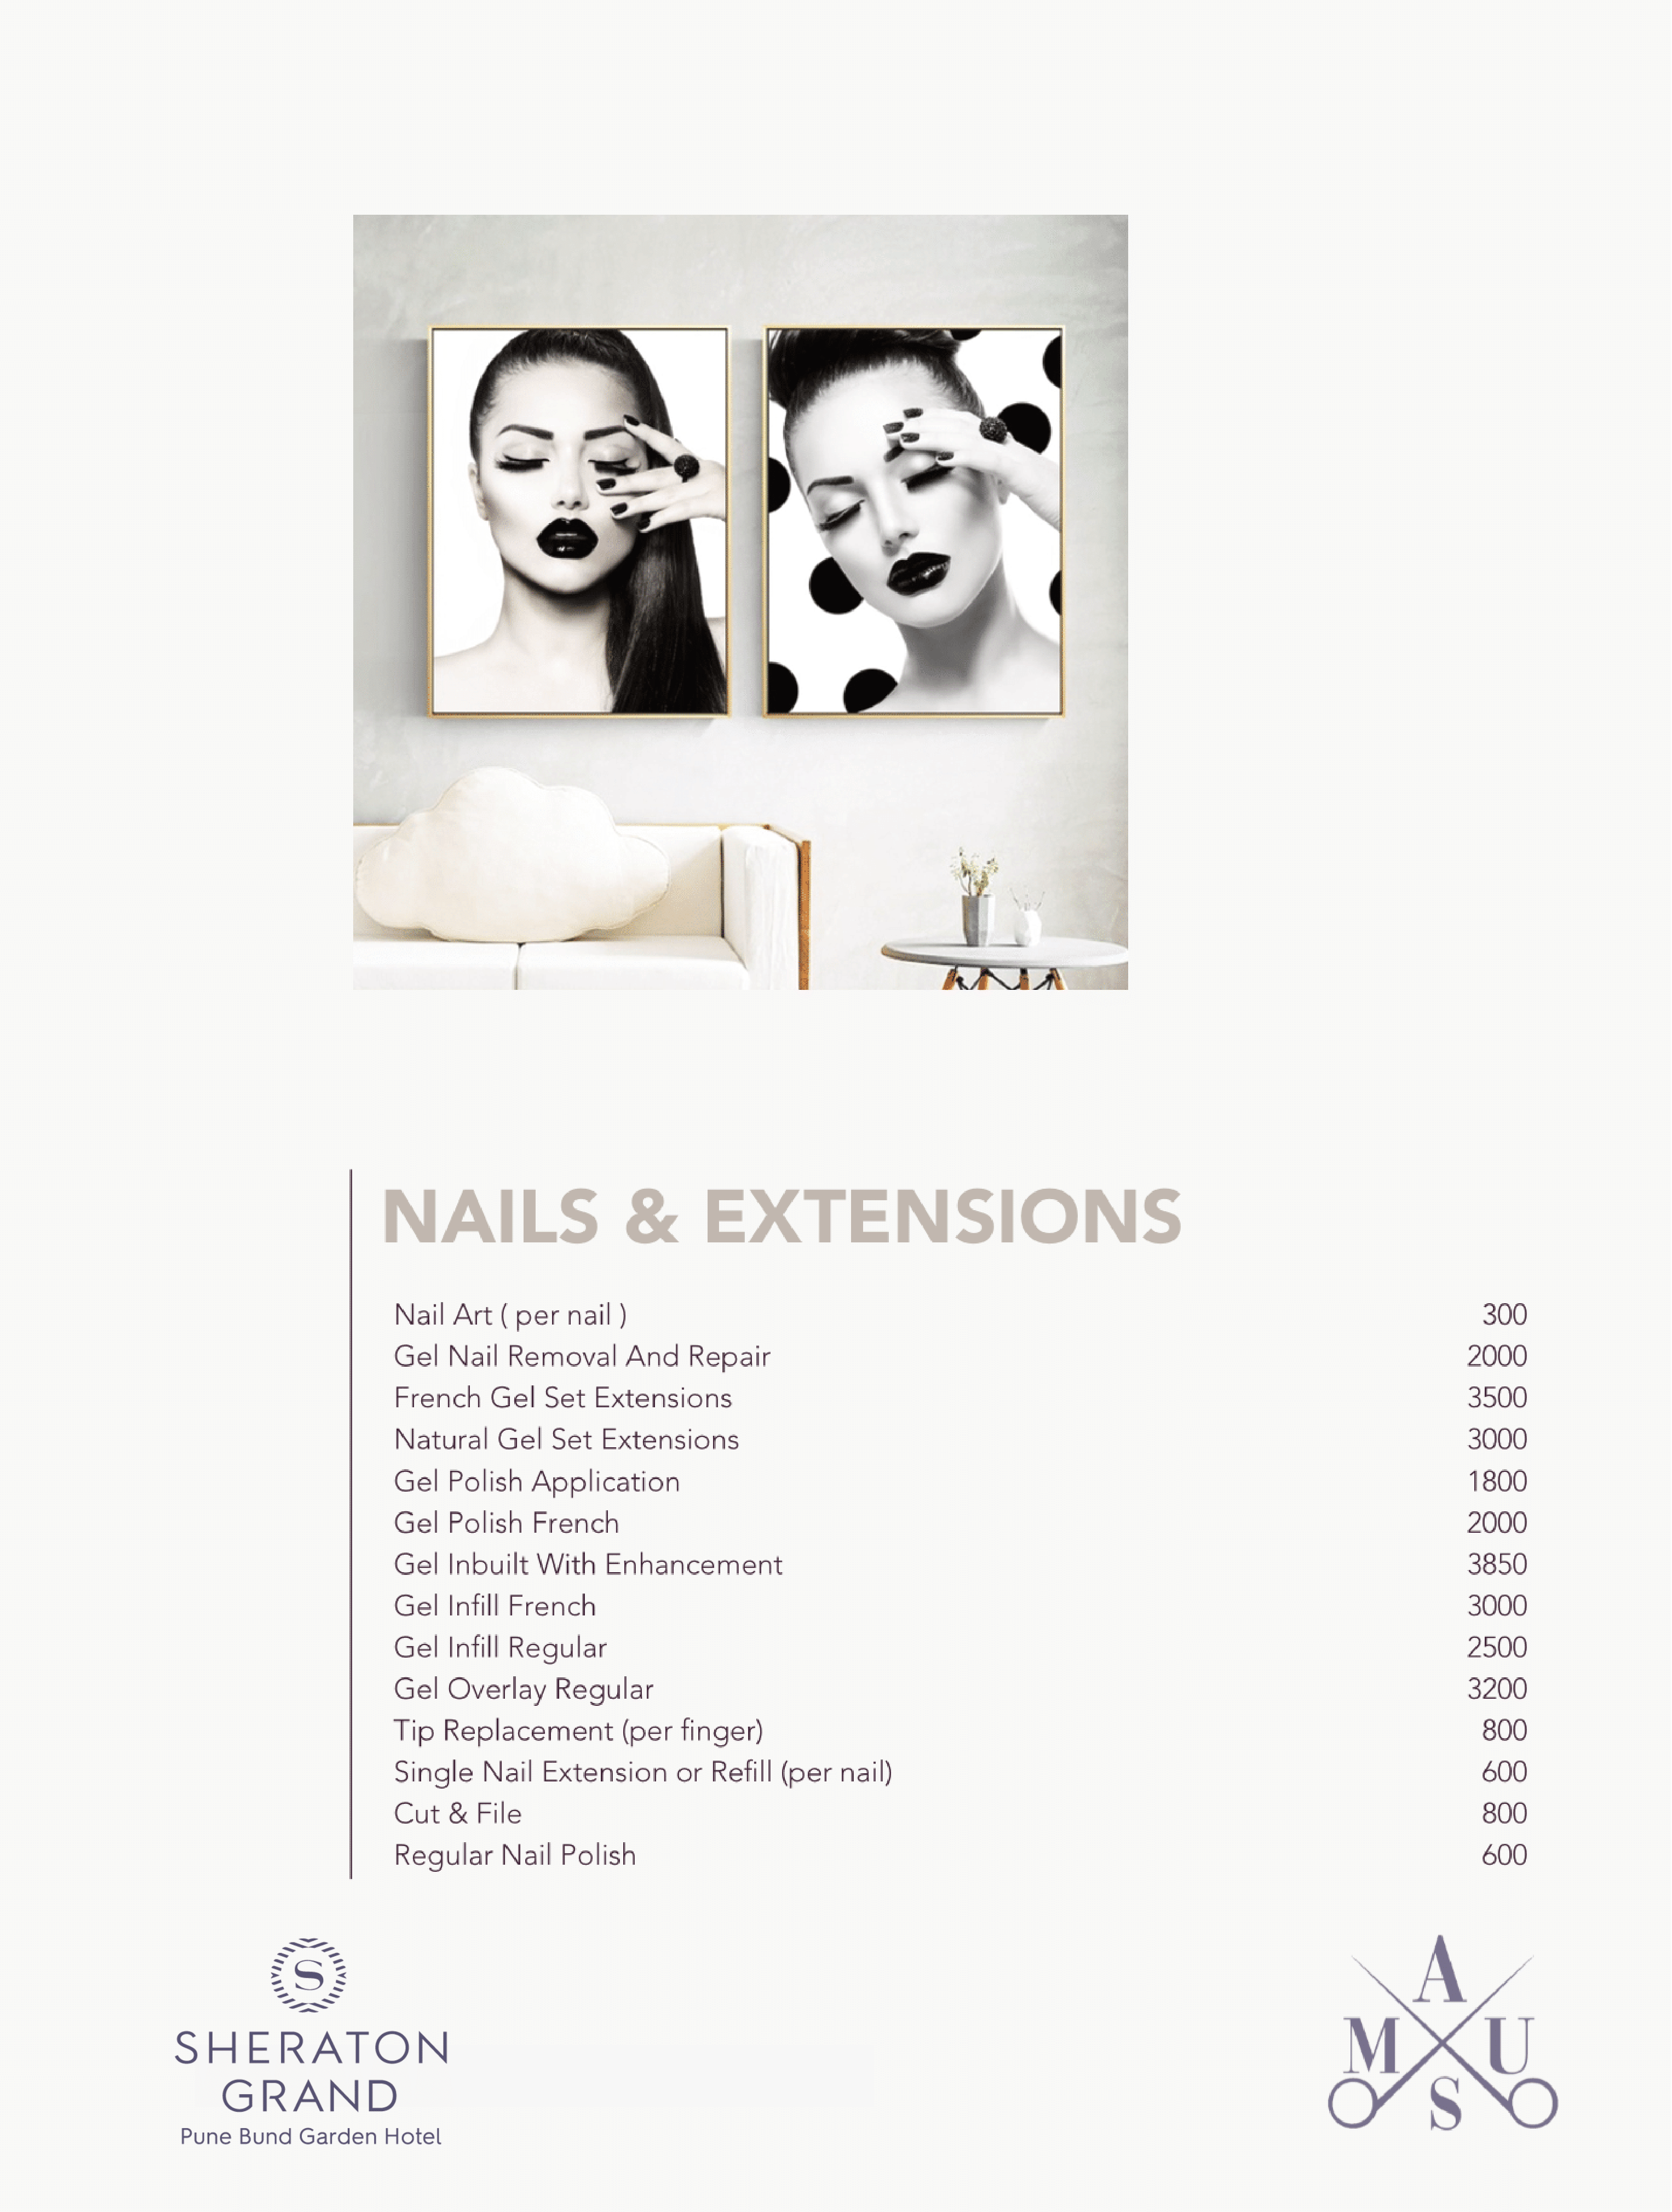 NAILS & EXTENSIONS
Nail Art ( per nail ) 300
Gel Nail Removal And Repair 2000
French Gel Set Extensions 3500
Natural Gel Set Extensions 3000
Gel Polish Application 1800
Gel Polish French 2000
Gel Inbuilt With Enhancement 3850
Gel Infill French 3000
Gel Infill Regular 2500
Gel Overlay Regular 3200
Tip Replacement (per finger) 800
Single Nail Extension or Refill (per nail) 600
Cut & File 800
Regular Nail Polish 600
S
SHERATON
GRAND
Pune Bund Garden Hotel
A
M U
S